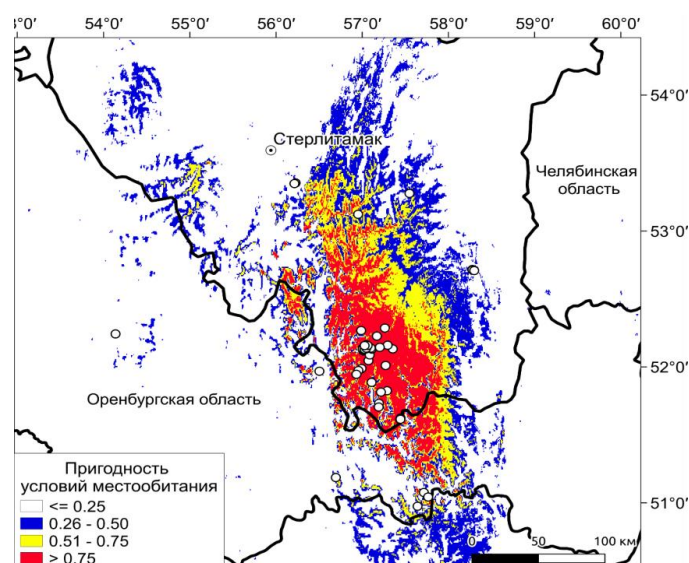 3°0' 54°0' 55°0' 56°0' 57°0' 58°0' 59°0' 60°0'
54°0'
Стерлитамак
Челябинская
область
53°0'
52°0'
Оренбургская область
Пригодность
условий местообитания
<= 0.25
0.26 - 0.50
0.51 - 0.75
> 0.75
51°0'
0 50 100 км